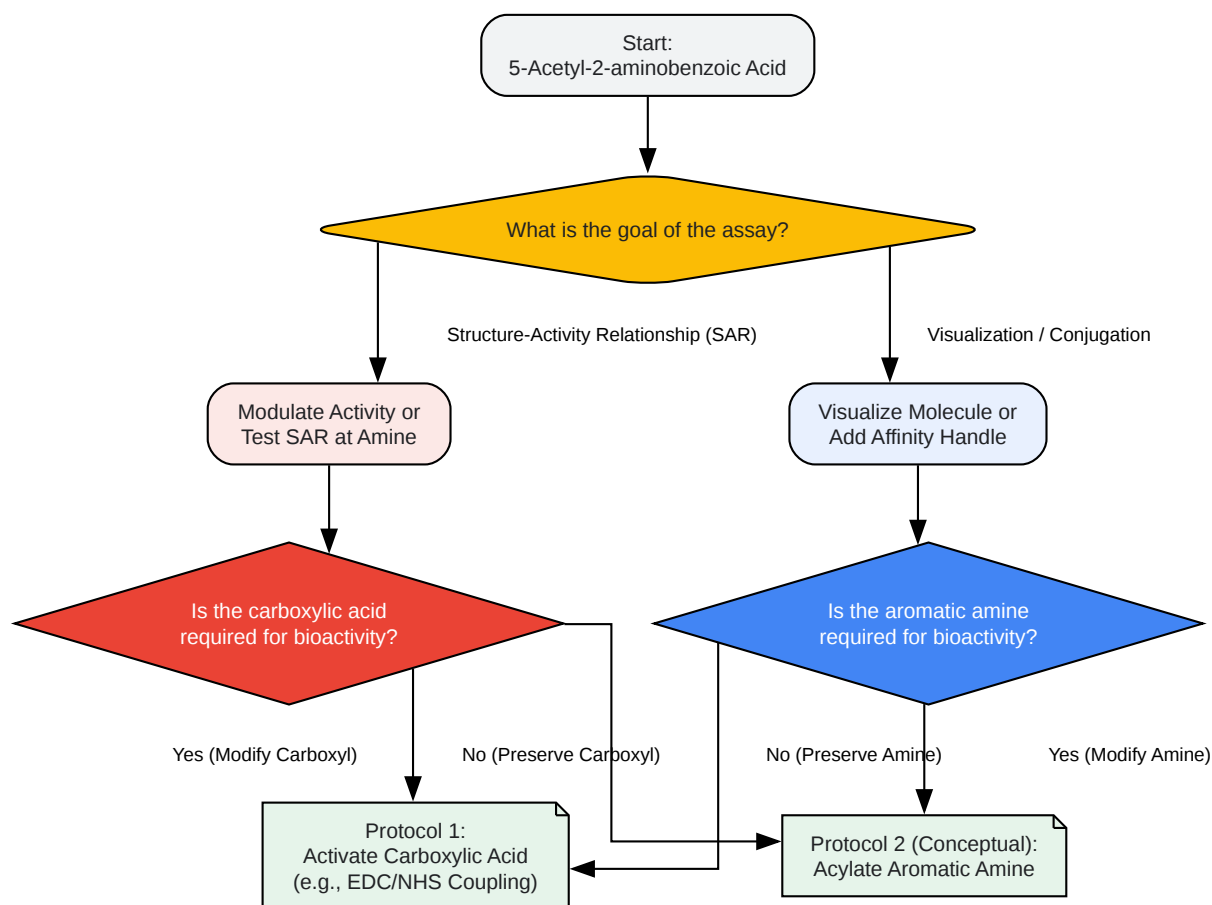 Start:
5-Acetyl-2-aminobenzoic Acid
What is the goal of the assay?
Structure-Activity Relationship (SAR)
Visualization / Conjugation
Modulate Activity or
Test SAR at Amine
Visualize Molecule or
Add Affinity Handle
Is the carboxylic acid
required for bioactivity?
Is the aromatic amine
required for bioactivity?
Yes (Modify Carboxyl)
No (Preserve Carboxyl)
No (Preserve Amine)
Yes (Modify Amine)
Protocol 1:
Activate Carboxylic Acid
(e.g., EDC/NHS Coupling)
Protocol 2 (Conceptual):
Acylate Aromatic Amine